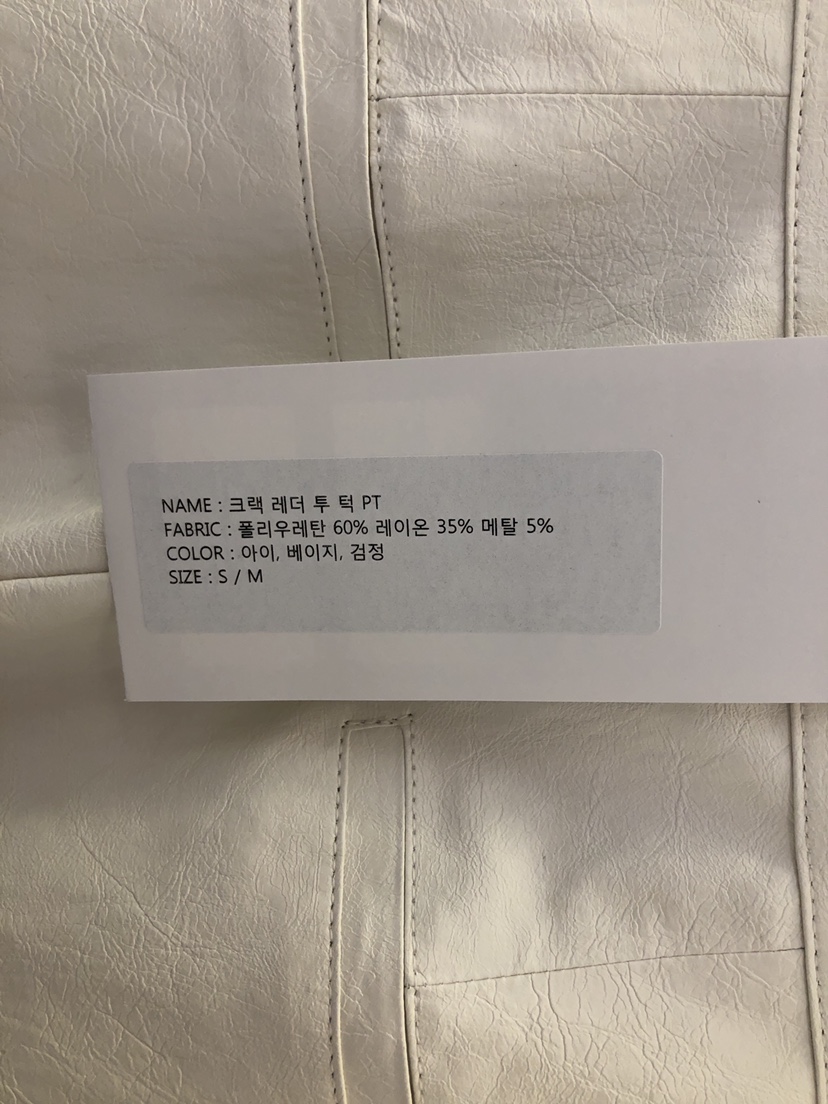 NAME : 크랙 레더 투 턱 PT
FABRIC : 폴리우레탄 60% 레이온 35% 메탈 5%
COLOR : 아이, 베이지, 검정
SIZE : S / M